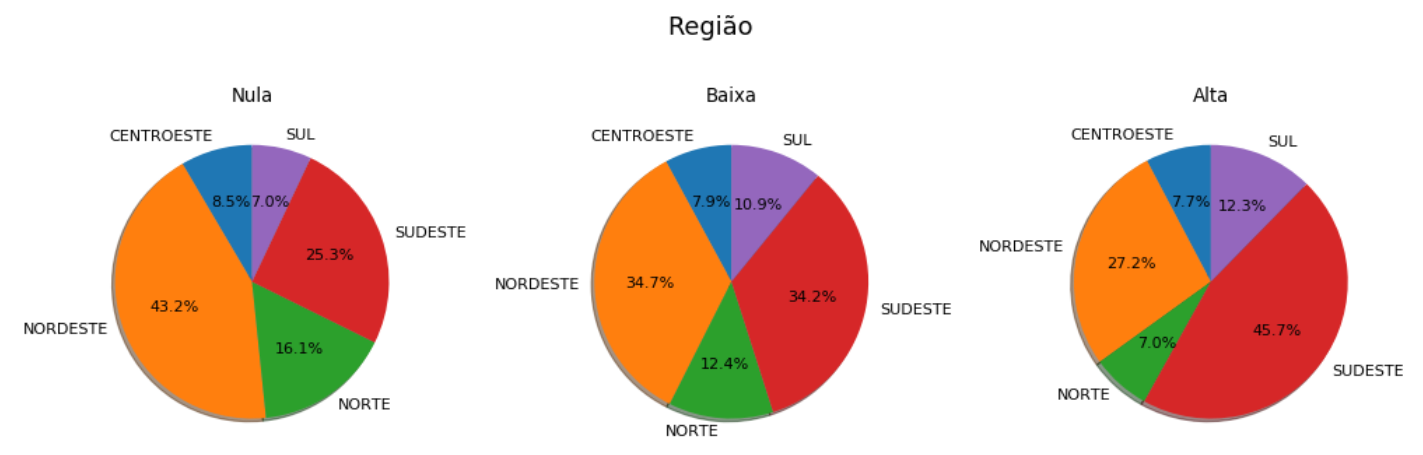 Região
Nula
CENTROESTE
SUL
8.5%
7.0%
SUDESTE
25.3%
43.2%
NORDESTE
16.1%
NORTE
Baixa
CENTROESTE
SUL
7.9%
10.9%
NORDESTE
34.7%
34.2%
SUDESTE
12.4%
NORTE
Alta
CENTROESTE
SUL
7.7%
12.3%
NORDESTE
27.2%
45.7%
7.0%
SUDESTE
NORTE